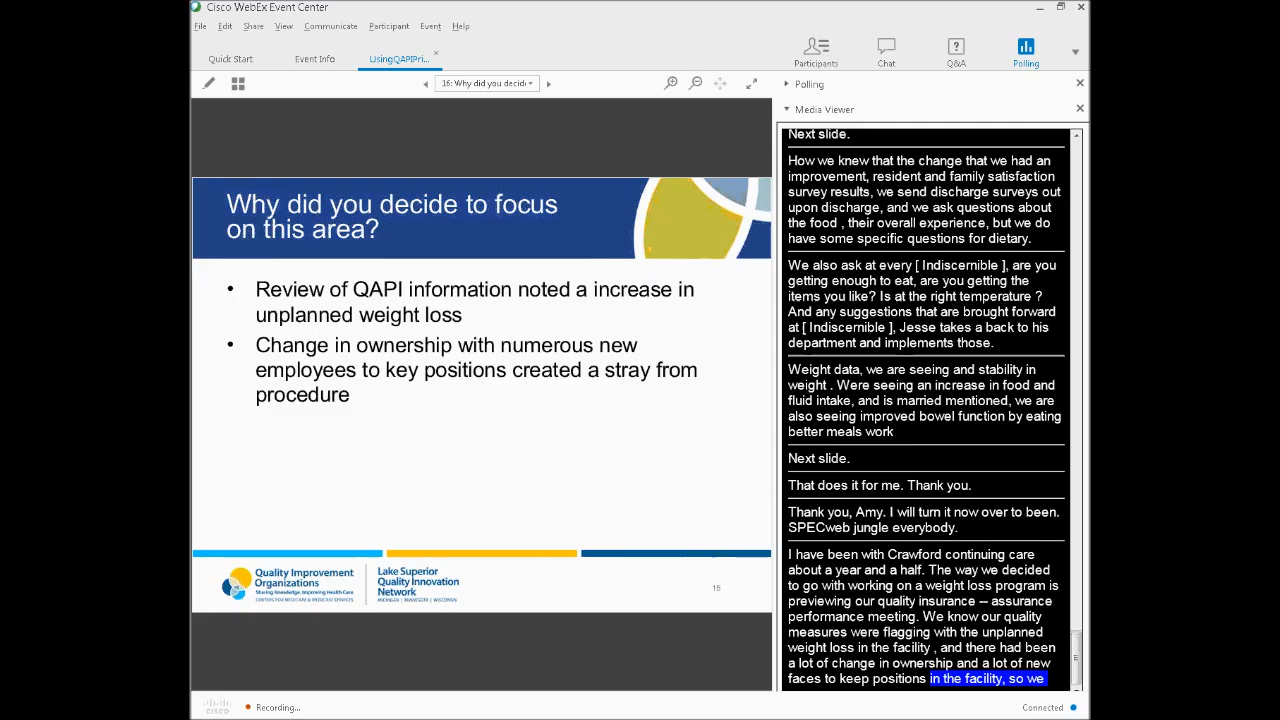 Cisco WebEx Event Center
File Edit Share View Communicate Participant Event Help
Quick Start Event Info UsingQAPIPri...
Participants Chat Q&A Polling
16: Why did you decid
Why did you decide to focus
on this area?
• Review of QAPI information noted a increase in
unplanned weight loss
• Change in ownership with numerous new
employees to key positions created a stray from
procedure
Quality Improvement
Organizations
Sharing Knowledge. Improving Health Care.
CENTERS FOR MEDICARE & MEDICAID SERVICES
Lake Superior
Quality Innovation
Network
MICHIGAN | MINNESOTA | WISCONSIN
Polling
Media Viewer
Next slide.
How we knew that the change that we had an
improvement, resident and family satisfaction
survey results, we send discharge surveys out
upon discharge, and we ask questions about
the food , their overall experience, but we do
have some specific questions for dietary.
We also ask at every [ Indiscernible ], are you
getting enough to eat, are you getting the
items you like? Is at the right temperature ?
And any suggestions that are brought forward
at [ Indiscernible ], Jesse takes a back to his
department and implements those.
Weight data, we are seeing and stability in
weight . Were seeing an increase in food and
fluid intake, and is married mentioned, we are
also seeing improved bowel function by eating
better meals work
Next slide.
That does it for me. Thank you.
Thank you, Amy. I will turn it now over to been.
SPECweb jungle everybody.
I have been with Crawford continuing care
about a year and a half. The way we decided
to go with working on a weight loss program is
previewing our quality insurance -- assurance
performance meeting. We know our quality
measures were flagging with the unplanned
weight loss in the facility , and there had been
a lot of change in ownership and a lot of new
faces to keep positions in the facility, so we
CISCO
Recording...
Connected